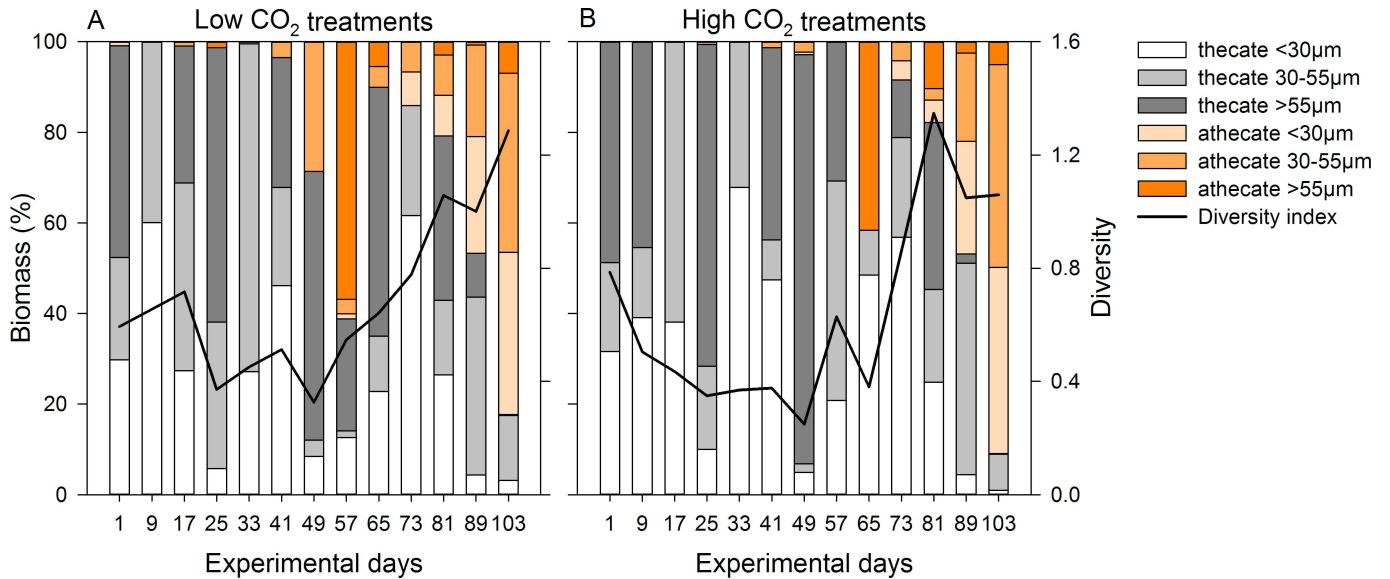 A
Low CO₂ treatments
B
High CO₂ treatments
100
80
60
40
20
0
Biomass (%)
1 9 17 25 33 41 49 57 65 73 81 89 103
Experimental days
1 9 17 25 33 41 49 57 65 73 81 89 103
Experimental days
1.6
1.2
0.8
0.4
0.0
Diversity
thecate <30µm
thecate 30-55µm
thecate >55µm
athecate <30µm
athecate 30-55µm
athecate >55µm
Diversity index